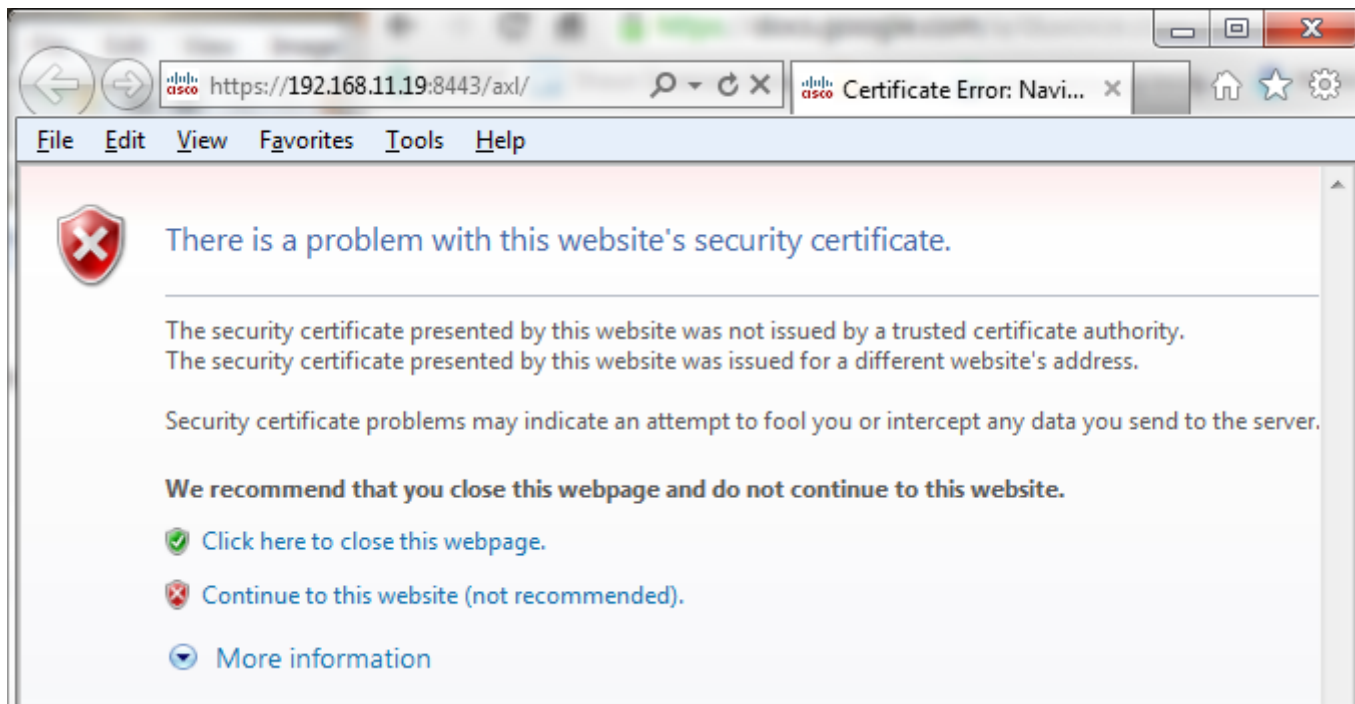 https://192.168.11.19:8443/axl/
Certificate Error: Navi...
File Edit View Favorites Tools Help
There is a problem with this website's security certificate.
The security certificate presented by this website was not issued by a trusted certificate authority.
The security certificate presented by this website was issued for a different website's address.
Security certificate problems may indicate an attempt to fool you or intercept any data you send to the server.
We recommend that you close this webpage and do not continue to this website.
Click here to close this webpage.
Continue to this website (not recommended).
More information